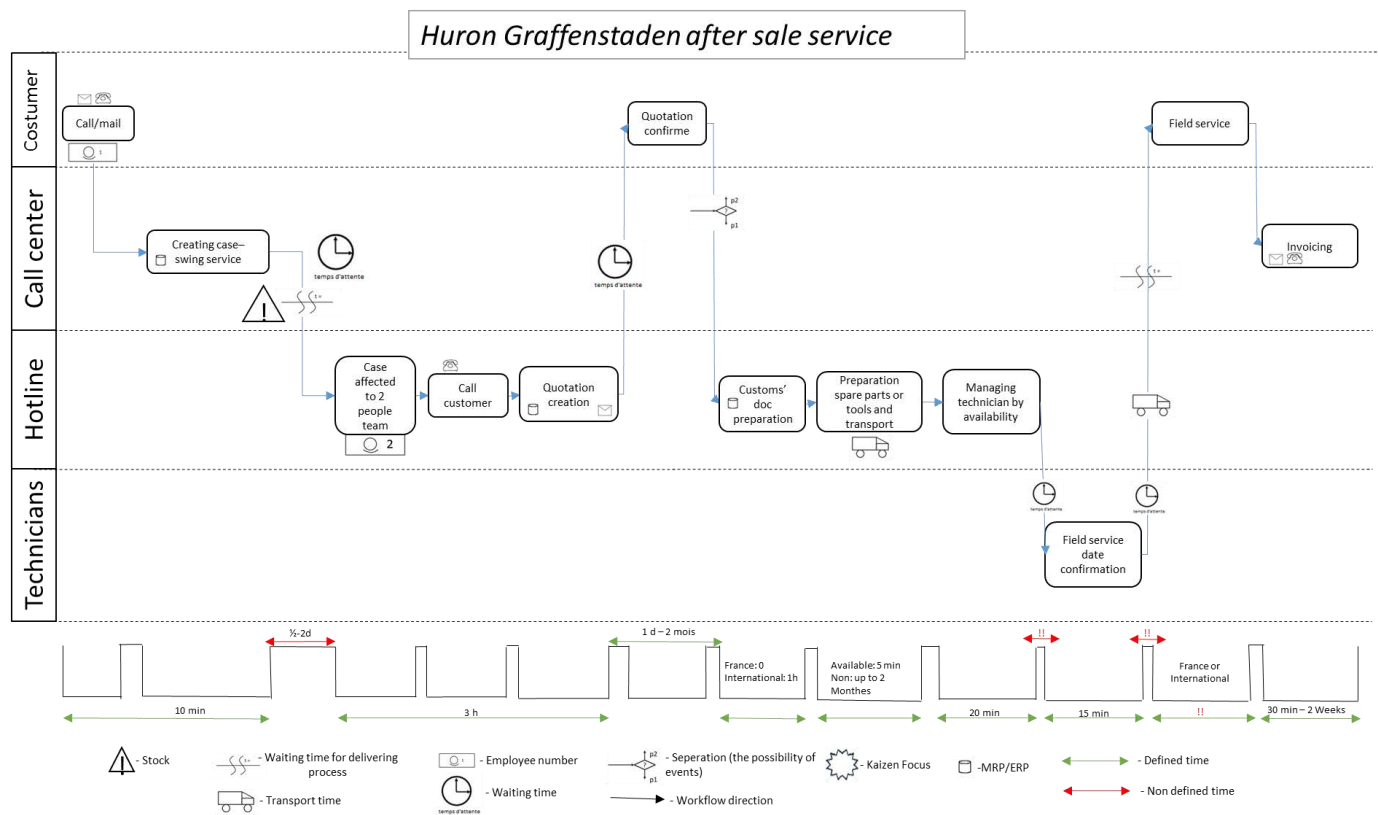 Huron Graffenstaden after sale service
Costumer
Call/mail
1
Quotation
confirme
Field service
Call center
Creating case–
swing service
temps d'attente
t =
temps d'attente
p2
?
p1
t =
Invoicing
Hotline
Case
affected
to 2
people
team
2
Call
customer
Quotation
creation
Customs'
doc
preparation
Preparation
spare parts or
tools and
transport
Managing
technician by
availability
Technicians
temps d'attente
temps d'attente
Field service
date
confirmation
½-2d
1 d – 2 mois
!!
!!
France: 0
International: 1h
Available: 5 min
Non: up to 2
Monthes
France or
International
10 min
3 h
20 min
15 min
!!
30 min – 2 Weeks
- Stock
t =
- Waiting time for delivering
process
1
- Employee number
p2
?
p1
- Seperation (the possibility of
events)
- Kaizen Focus
-MRP/ERP
- Defined time
- Transport time
temps d'attente
- Waiting time
- Workflow direction
- Non defined time